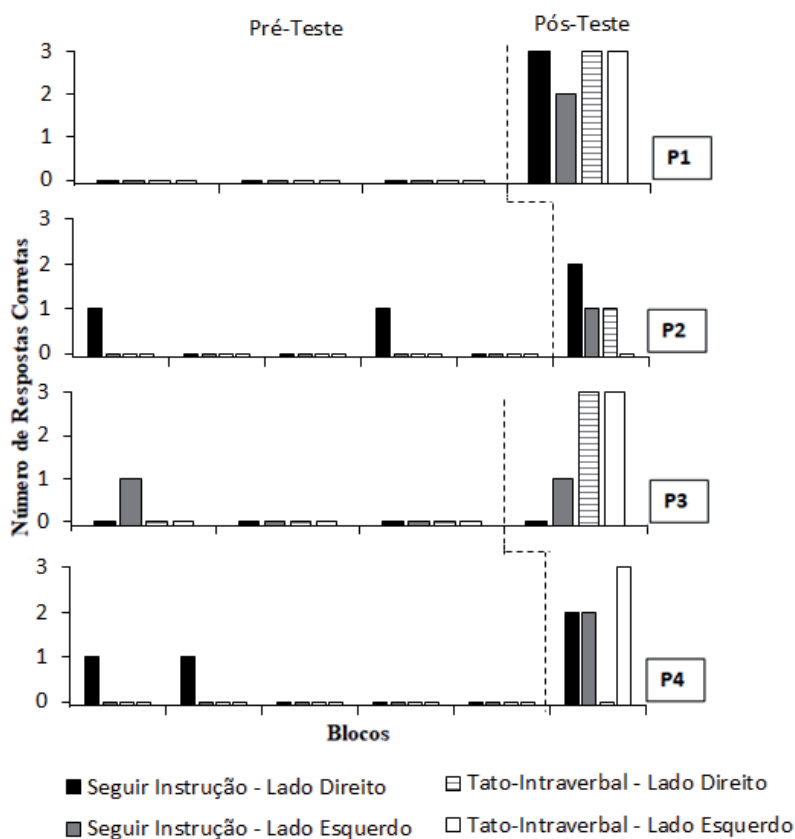 Pré-Teste Pós-Teste
3
2
1
0
P1
3
2
1
0
P2
3
2
1
0
P3
3
2
1
0
P4
Número de Respostas Corretas
Blocos
Seguir Instrução - Lado Direito Tato-Intraverbal - Lado Direito
Seguir Instrução - Lado Esquerdo Tato-Intraverbal - Lado Esquerdo